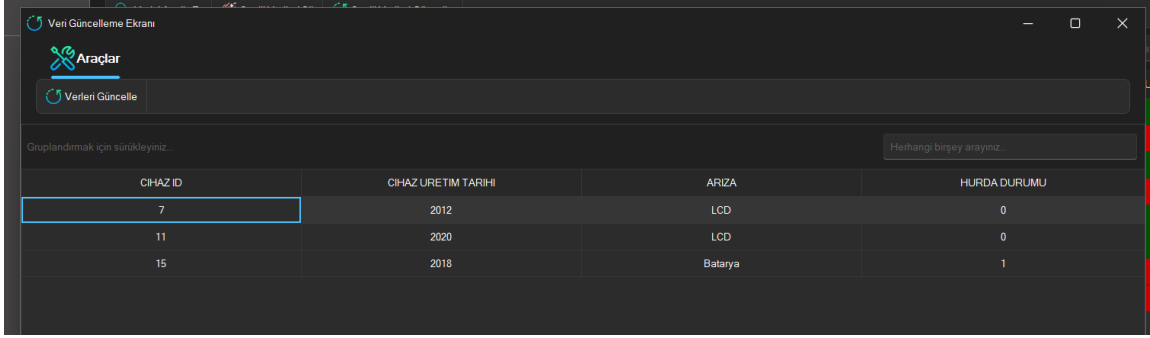 Veri Güncelleme Ekranı
Araçlar
Verleri Güncelle
Gruplandırmak için sürükleyiniz..
Herhangi birşey arayınız..
CIHAZ ID CIHAZ URETIM TARIHI ARIZA HURDA DURUMU
7 2012 LCD 0
11 2020 LCD 0
15 2018 Batarya 1